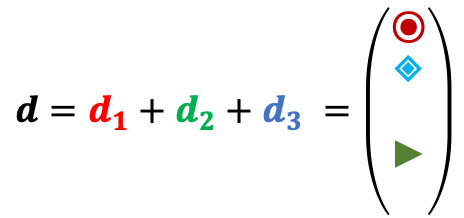 d = d₁ + d₂ + d₃ =